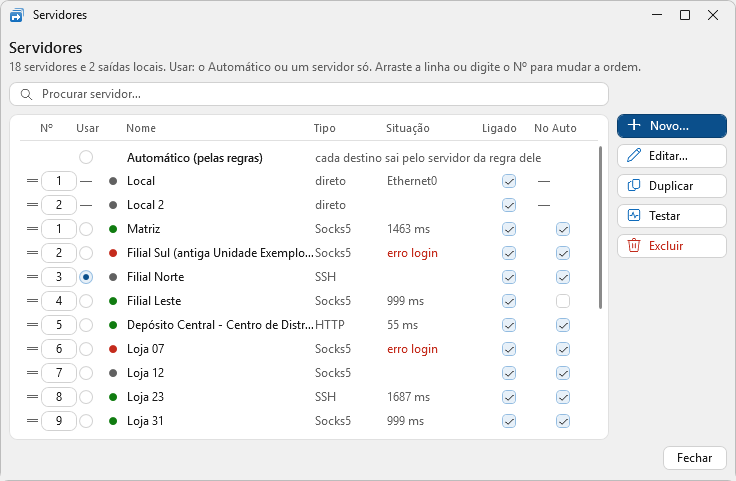 Servidores
Servidores
18 servidores e 2 saídas locais. Usar: o Automático ou um servidor só. Arraste a linha ou digite o Nº para mudar a ordem.
Procurar servidor...
Nº Usar Nome Tipo Situação Ligado No Auto
Automático (pelas regras) cada destino sai pelo servidor da regra dele
1 — Local direto Ethernet0 —
2 — Local 2 direto —
1 Matriz Socks5 1463 ms
2 Filial Sul (antiga Unidade Exemplo... Socks5 erro login
3 Filial Norte SSH
4 Filial Leste Socks5 999 ms
5 Depósito Central - Centro de Distr... HTTP 55 ms
6 Loja 07 Socks5 erro login
7 Loja 12 Socks5
8 Loja 23 SSH 1687 ms
9 Loja 31 Socks5 999 ms
Novo...
Editar...
Duplicar
Testar
Excluir
Fechar